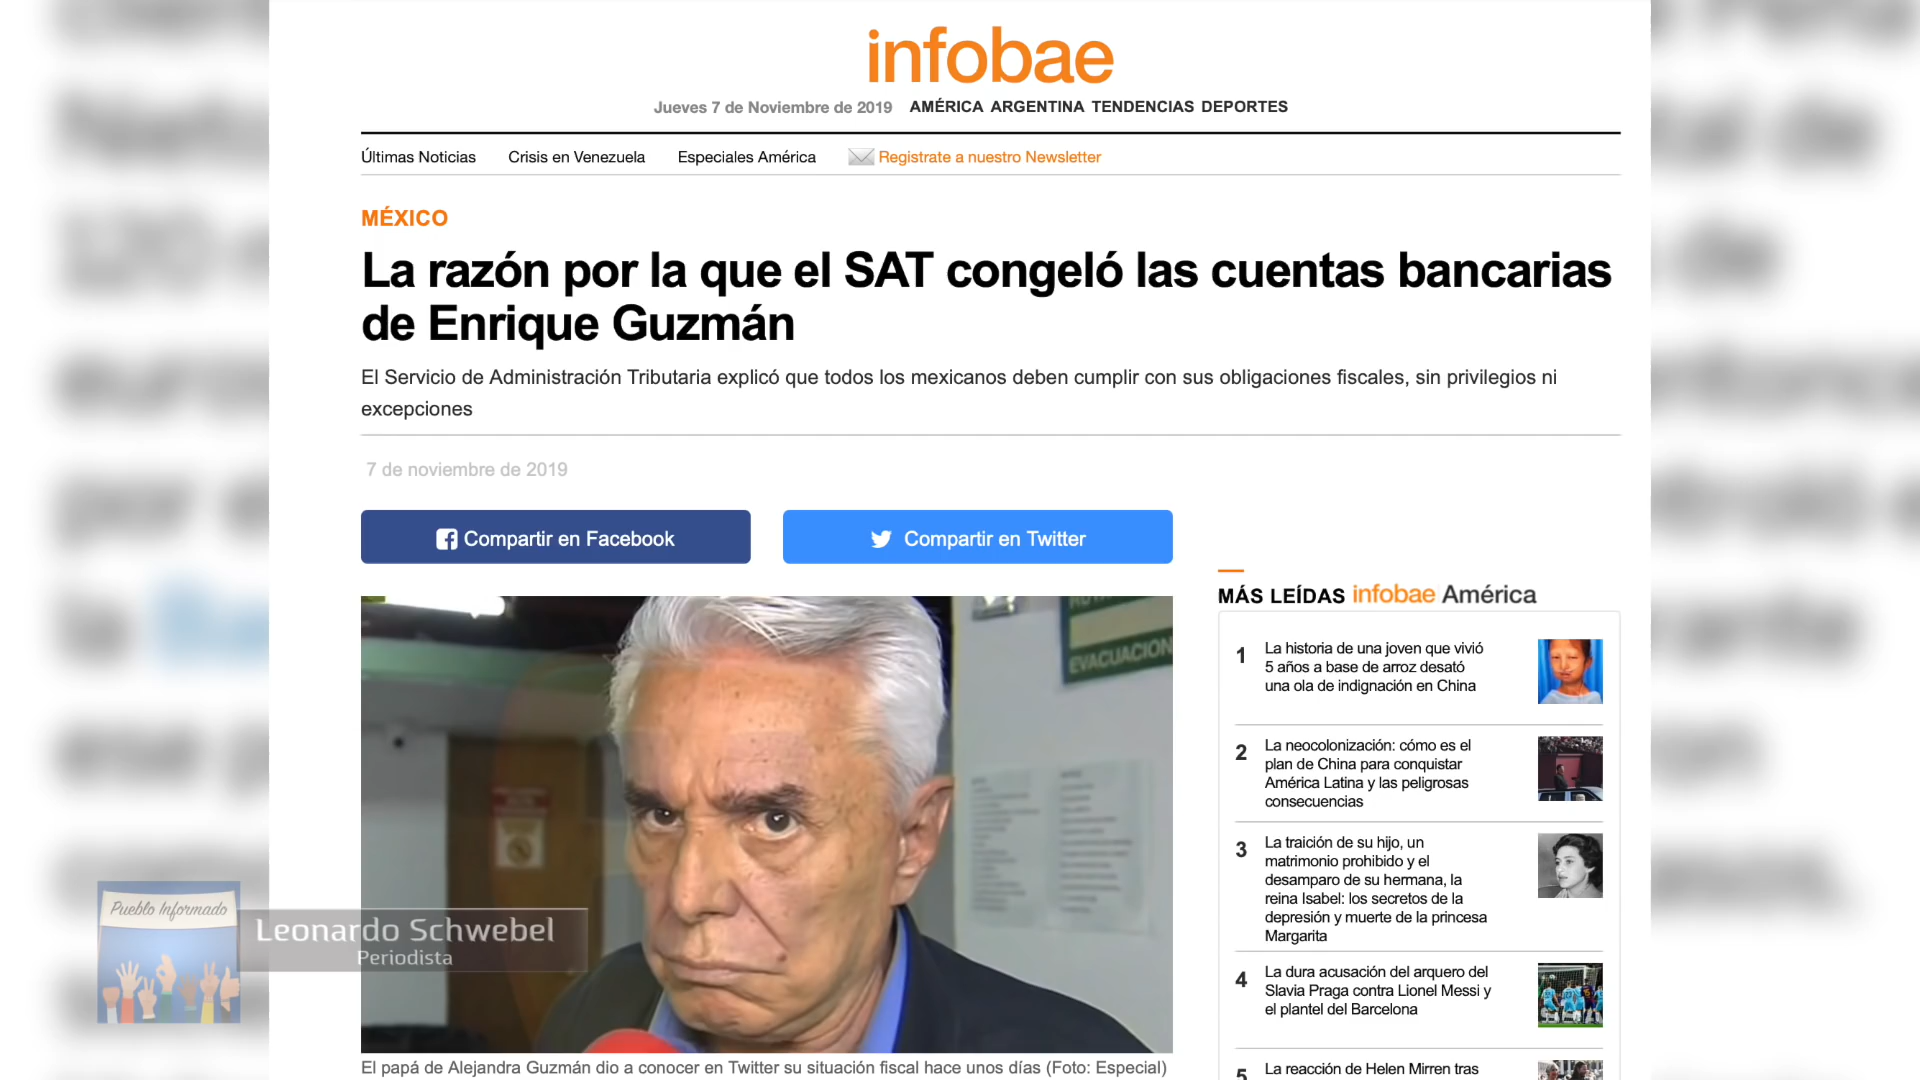 infobae
Jueves 7 de Noviembre de 2019 AMÉRICA ARGENTINA TENDENCIAS DEPORTES
Últimas Noticias Crisis en Venezuela Especiales América Registrate a nuestro Newsletter
MÉXICO
La razón por la que el SAT congeló las cuentas bancarias
de Enrique Guzmán
El Servicio de Administración Tributaria explicó que todos los mexicanos deben cumplir con sus obligaciones fiscales, sin privilegios ni
excepciones
7 de noviembre de 2019
Compartir en Facebook
Compartir en Twitter
EVACUACION
El papá de Alejandra Guzmán dio a conocer en Twitter su situación fiscal hace unos días (Foto: Especial)
MÁS LEÍDAS infobae América
1
La historia de una joven que vivió
5 años a base de arroz desató
una ola de indignación en China
2
La neocolonización: cómo es el
plan de China para conquistar
América Latina y las peligrosas
consecuencias
3
La traición de su hijo, un
matrimonio prohibido y el
desamparo de su hermana, la
reina Isabel: los secretos de la
depresión y muerte de la princesa
Margarita
4
La dura acusación del arquero del
Slavia Praga contra Lionel Messi y
el plantel del Barcelona
5
La reacción de Helen Mirren tras
Pueblo Informado
Leonardo Schwebel
Periodista